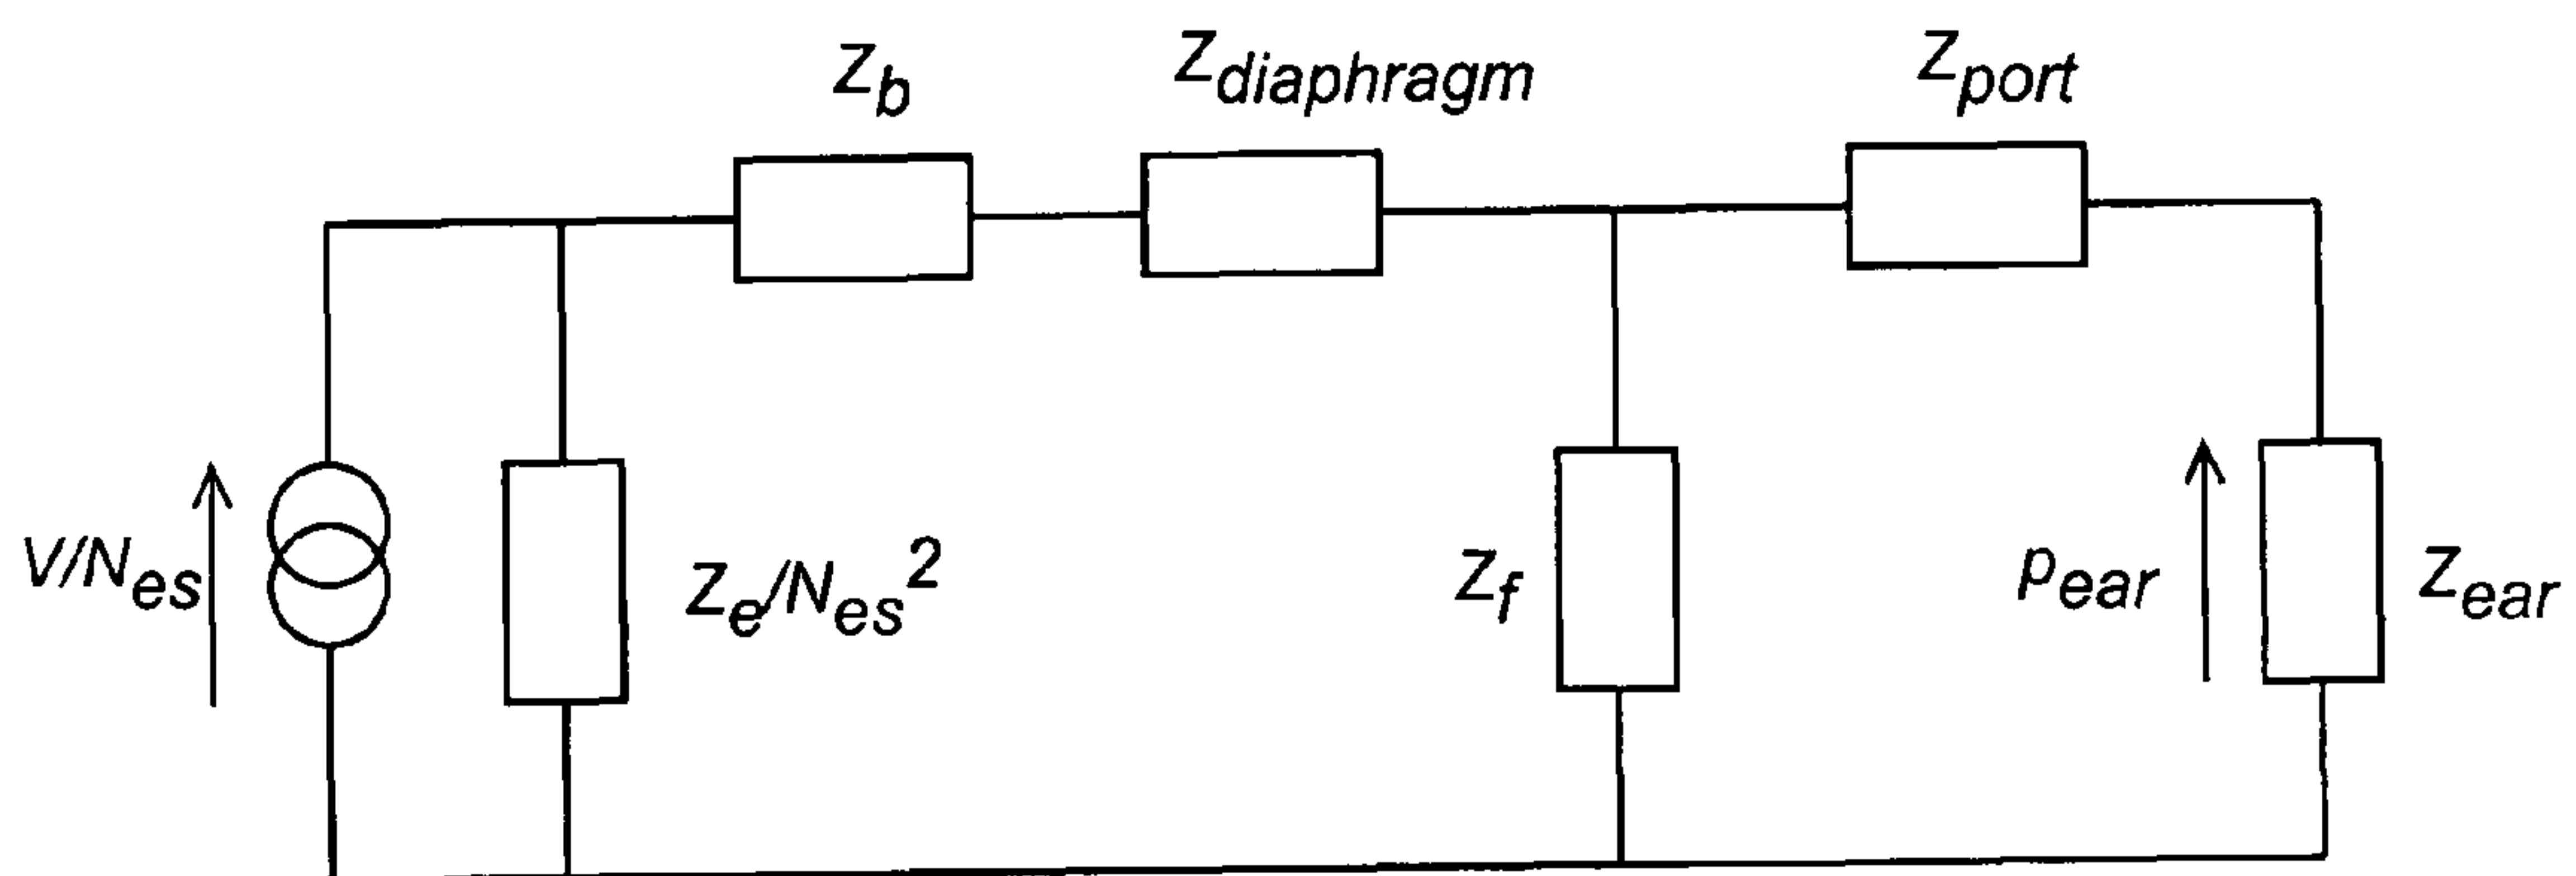 Z_b
Z_diaphragm
Z_port
V/N_es
Z_e/N_es^2
Z_f
p_ear
Z_ear